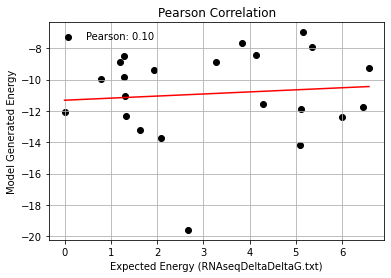 Pearson Correlation
Pearson: 0.10
−8
−10
−12
−14
−16
−18
−20
Model Generated Energy
0 1 2 3 4 5 6
Expected Energy (RNAseqDeltaDeltaG.txt)